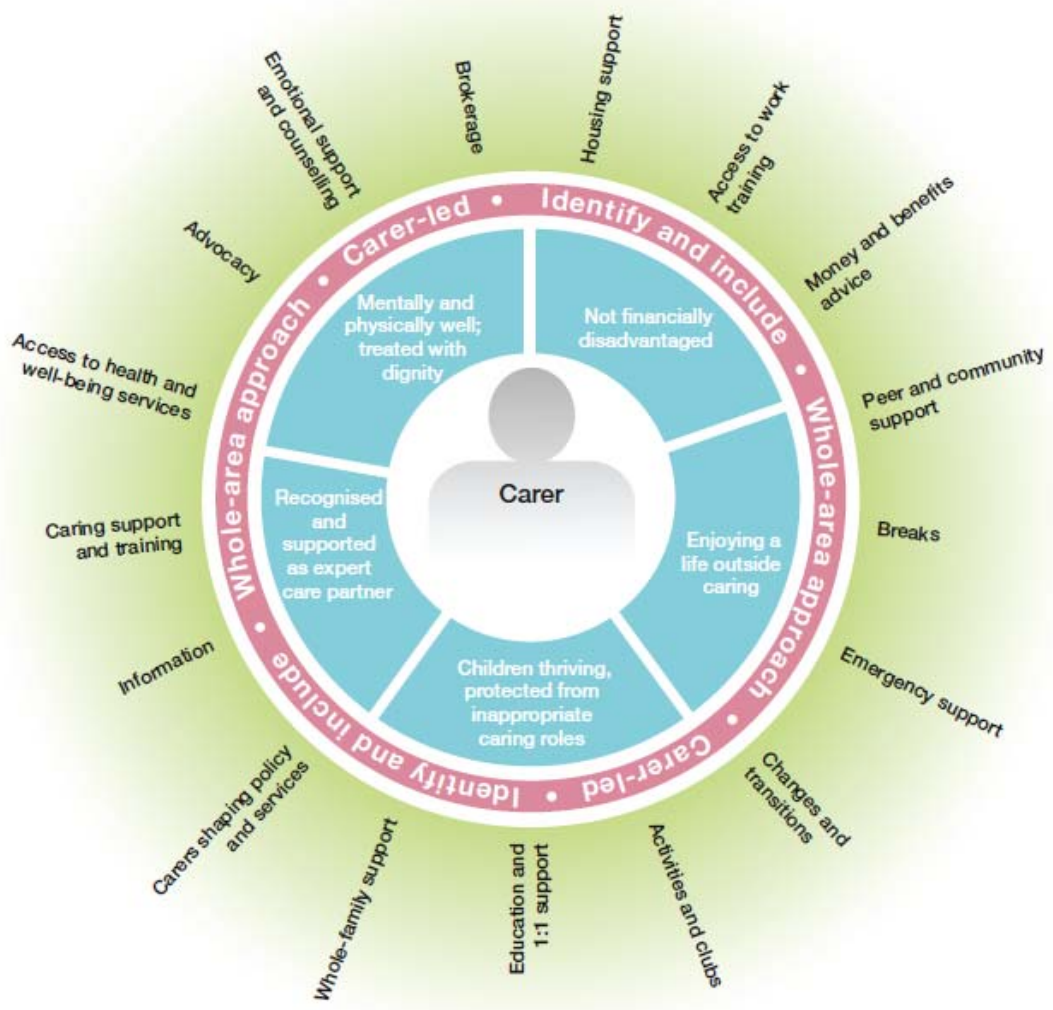 Brokerage
Housing support
Access to work
training
Money and benefits
advice
Peer and community
support
Breaks
Emergency support
Changes and
transitions
Activities and clubs
Education and
1:1 support
Whole-family support
Carers shaping policy
and services
Information
Caring support
and training
Access to health and
well-being services
Advocacy
Emotional support
and counselling
Identify and include • Whole-area approach • Carer-led • Identify and include • Whole-area approach • Carer-led •
Not financially
disadvantaged
Enjoying a
life outside
caring
Children thriving,
protected from
inappropriate
caring roles
Recognised
and
supported
as expert
care partner
Mentally and
physically well;
treated with
dignity
Carer